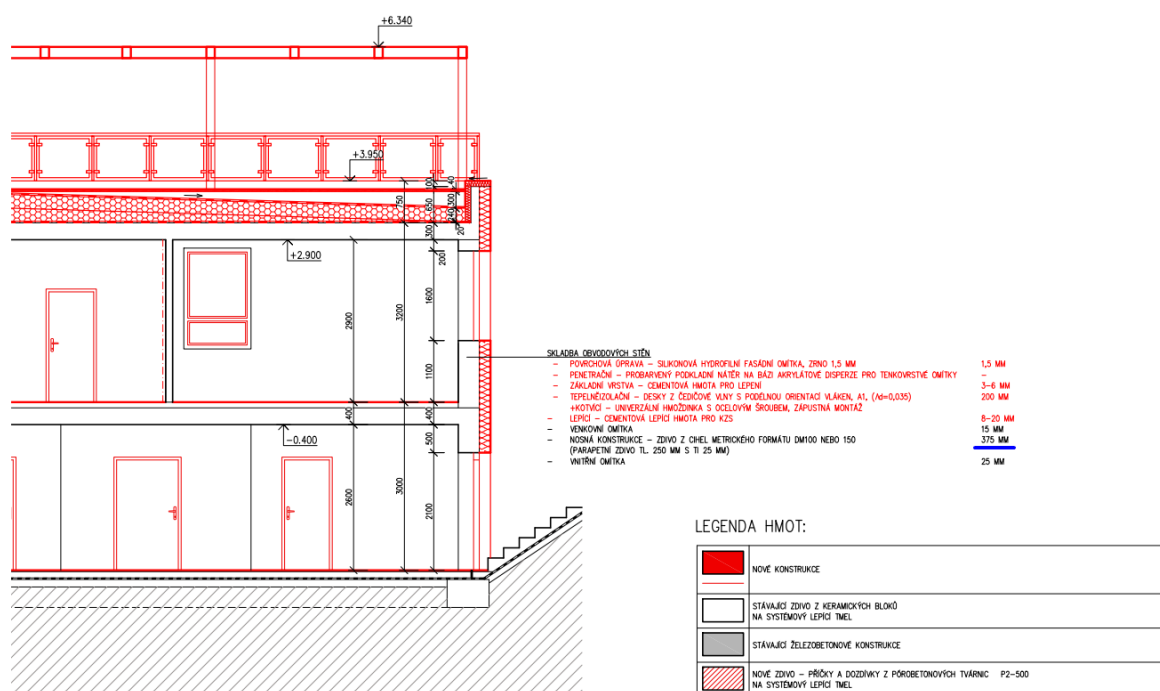 +6.340
+3.950
100
40
750
650
300
240
20
300
+2.900
200
1600
2900
3200
SKLADBA OBVODOVÝCH STĚN
– POVRCHOVÁ ÚPRAVA – SILIKONOVÁ HYDROFILNÍ FASÁDNÍ OMÍTKA, ZRNO 1,5 MM 1,5 MM
– PENETRAČNÍ – PROBARVENÝ PODKLADNÍ NÁTĚR NA BÁZI AKRYLÁTOVÉ DISPERZE PRO TENKOVRSTVÉ OMÍTKY –
1100
– ZÁKLADNÍ VRSTVA – CEMENTOVÁ HMOTA PRO LEPENÍ 3–6 MM
– TEPELNĚIZOLAČNÍ – DESKY Z ČEDIČOVÉ VLNY S PODÉLNOU ORIENTACÍ VLÁKEN, A1, (Λd=0,035) 200 MM
+KOTVÍCÍ – UNIVERZÁLNÍ HMOŽDINKA S OCELOVÝM ŠROUBEM, ZÁPUSTNÁ MONTÁŽ
400
400
– LEPÍCÍ – CEMENTOVÁ LEPÍCÍ HMOTA PRO KZS 8–20 MM
– VENKOVNÍ OMÍTKA 15 MM
–0.400
500
– NOSNÁ KONSTRUKCE – ZDIVO Z CIHEL METRICKÉHO FORMÁTU DM100 NEBO 150 375 MM
(PARAPETNÍ ZDIVO TL. 250 MM S TI 25 MM)
– VNITŘNÍ OMÍTKA 25 MM
2600
3000
2100
LEGENDA HMOT:
NOVÉ KONSTRUKCE
STÁVAJÍCÍ ZDIVO Z KERAMICKÝCH BLOKŮ
NA SYSTÉMOVÝ LEPÍCÍ TMEL
STÁVAJÍCÍ ŽELEZOBETONOVÉ KONSTRUKCE
NOVÉ ZDIVO – PŘÍČKY A DOZDÍVKY Z PÓROBETONOVÝCH TVÁRNIC P2–500
NA SYSTÉMOVÝ LEPÍCÍ TMEL